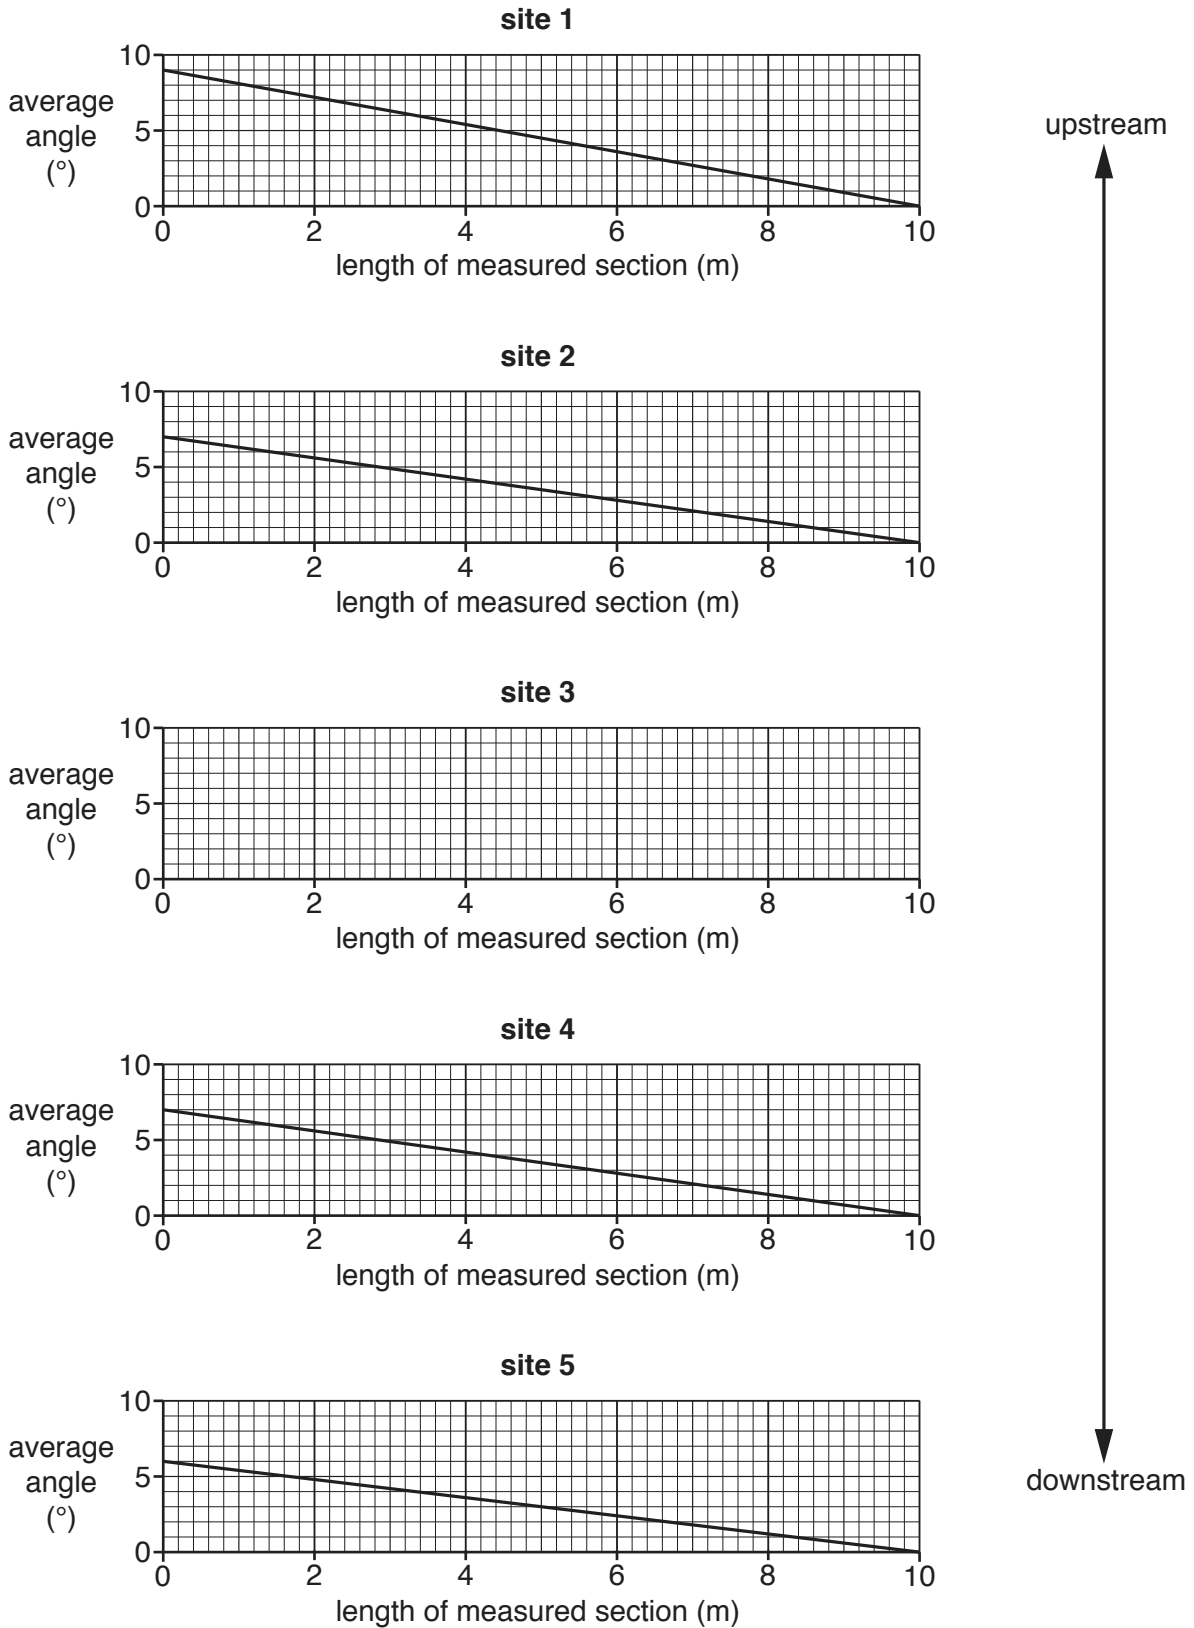 site 1
10
average
angle
(°)
5
0
0 2 4 6 8 10
length of measured section (m)
upstream
site 2
10
average
angle
(°)
5
0
0 2 4 6 8 10
length of measured section (m)
site 3
10
average
angle
(°)
5
0
0 2 4 6 8 10
length of measured section (m)
site 4
10
average
angle
(°)
5
0
0 2 4 6 8 10
length of measured section (m)
site 5
10
average
angle
(°)
5
0
0 2 4 6 8 10
length of measured section (m)
downstream